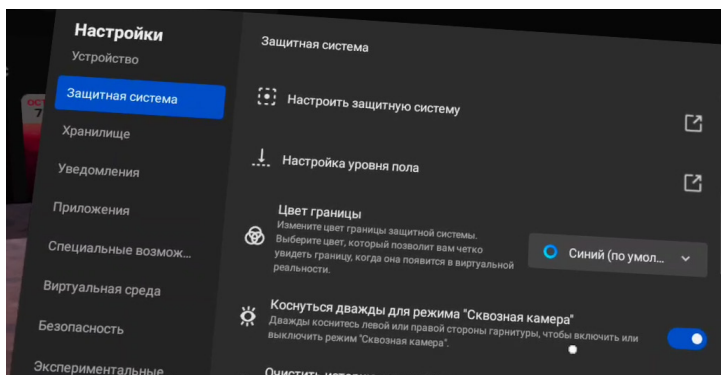 Настройки
Устройство
Защитная система
Хранилище
Уведомления
Приложения
Специальные возмож...
Виртуальная среда
Безопасность
Экспериментальные
Защитная система
Настроить защитную систему
Настройка уровня пола
Цвет границы
Измените цвет границы защитной системы.
Выберите цвет, который позволит вам четко
увидеть границу, когда она появится в виртуальной
реальности.
Синий (по умол...
Коснуться дважды для режима "Сквозная камера"
Дважды коснитесь левой или правой стороны гарнитуры, чтобы включить или
выключить режим "Сквозная камера".